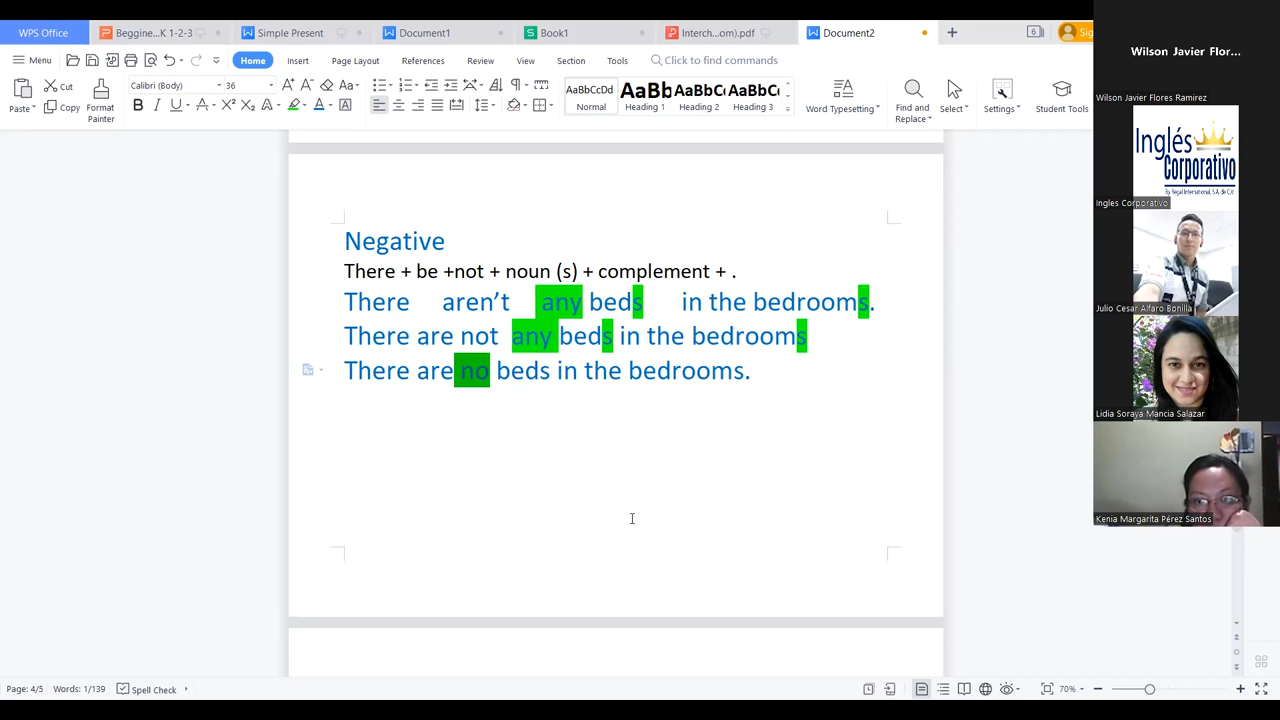 WPS Office
Beggine...K 1-2-3
Simple Present
Document1
Book1
Interch...om).pdf
Document2
Menu
Home
Insert
Page Layout
References
Review
View
Section
Tools
Click to find commands
Paste
Cut
Copy
Format Painter
Calibri (Body)
36
AaBbCcDd
Normal
AaBb
Heading 1
AaBbC
Heading 2
AaBbC
Heading 3
Word Typesetting
Find and Replace
Select
Settings
Student Tools
Negative
There + be +not + noun (s) + complement + .
There aren’t any beds in the bedrooms.
There are not any beds in the bedrooms
There are no beds in the bedrooms.
Page: 4/5
Words: 1/139
Spell Check
70%
Wilson Javier Flor...
Wilson Javier Flores Ramirez
Inglés
Corporativo
By Regal International, S.A. de C.V.
Ingles Corporativo
Julio Cesar Alfaro Bonilla
Lidia Soraya Mancia Salazar
Kenia Margarita Pérez Santos